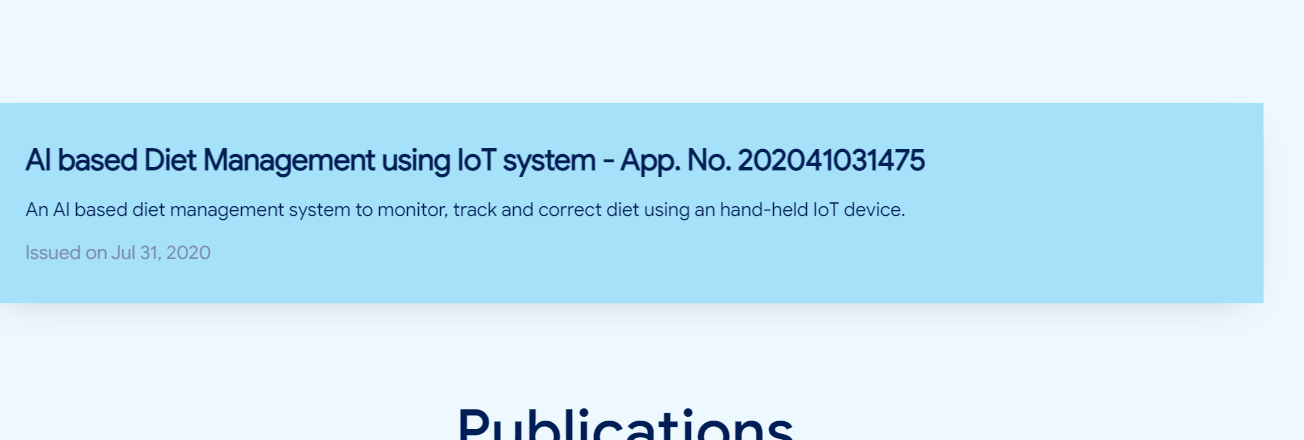 AI based Diet Management using IoT system - App. No. 202041031475
An AI based diet management system to monitor, track and correct diet using an hand-held IoT device.
Issued on Jul 31, 2020
Publications